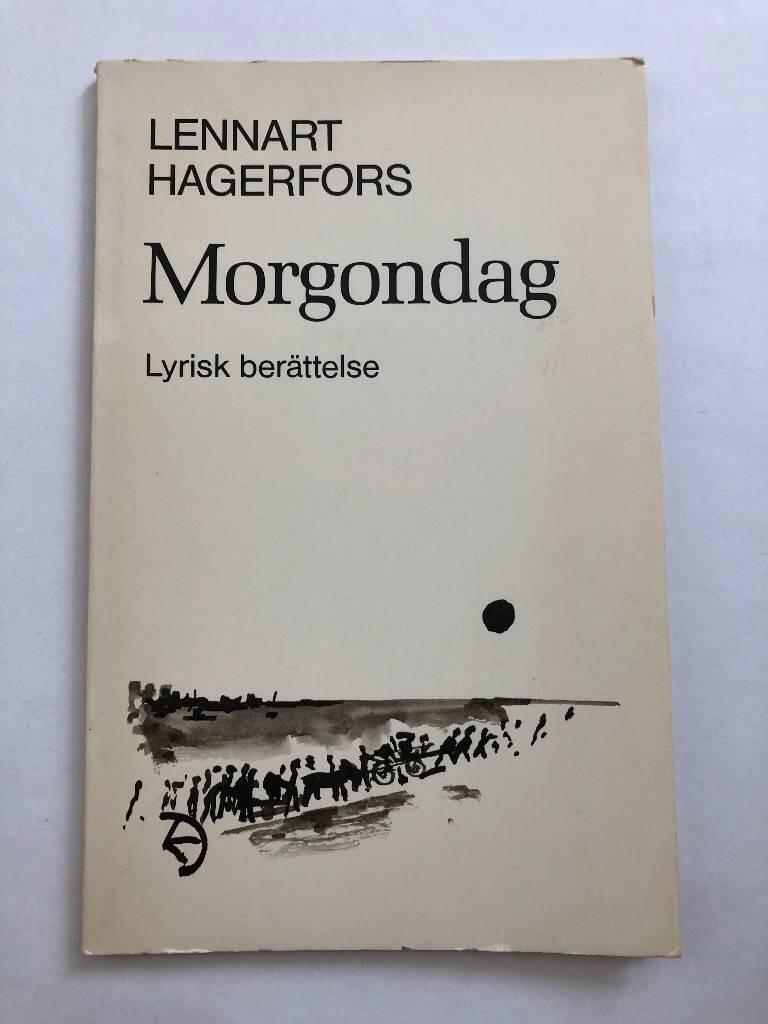 LENNART
HAGERFORS
Morgondag
Lyrisk berättelse